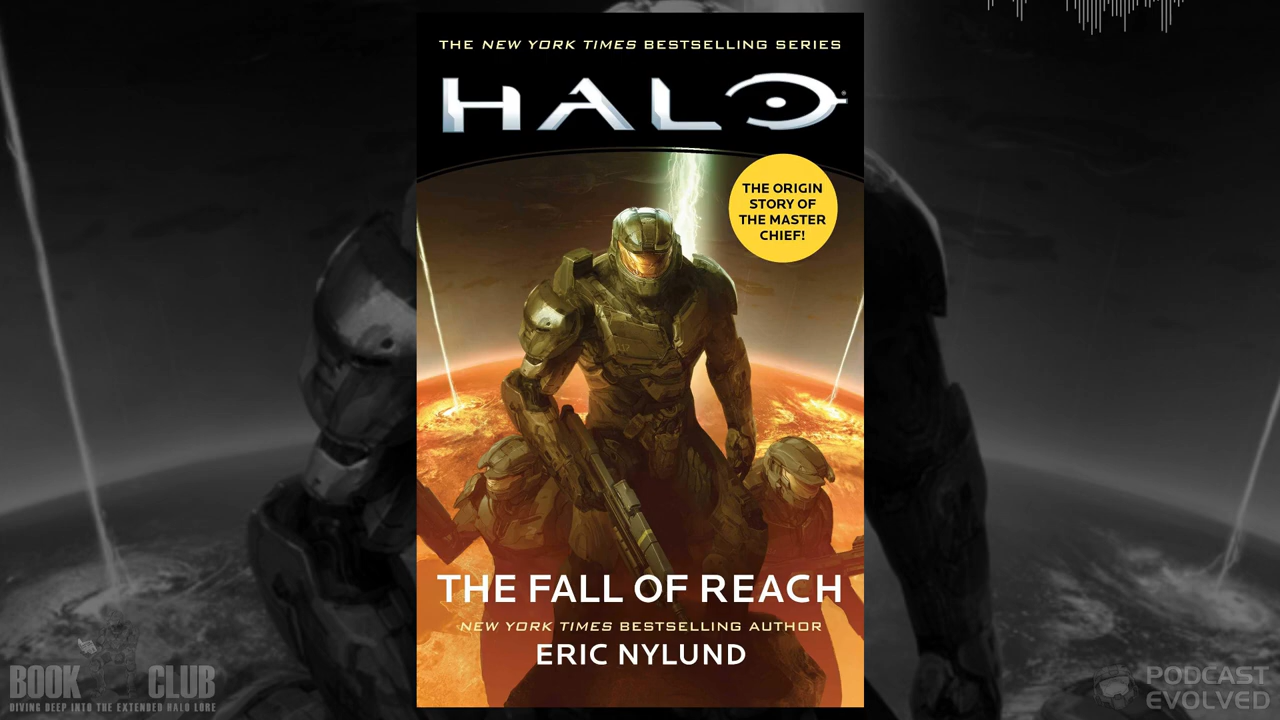 THE NEW YORK TIMES BESTSELLING SERIES
HALO
THE ORIGIN
STORY OF
THE MASTER
CHIEF!
THE FALL OF REACH
NEW YORK TIMES BESTSELLING AUTHOR
ERIC NYLUND
BOOK CLUB
DIVING DEEP INTO THE EXTENDED HALO LORE
PODCAST
EVOLVED